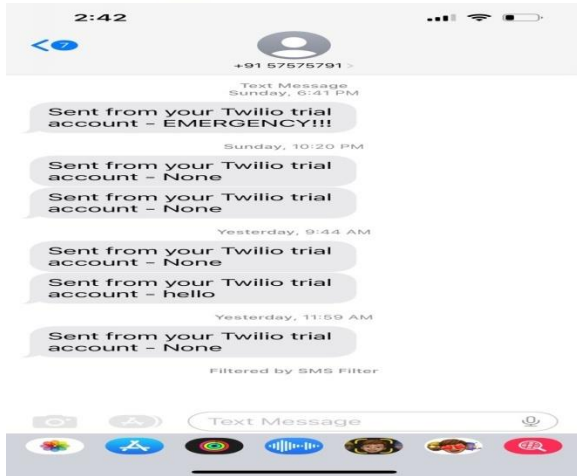 2:42
7
+91 57575791 >
Text Message
Sunday, 6:41 PM
Sent from your Twilio trial
account - EMERGENCY!!!
Sunday, 10:20 PM
Sent from your Twilio trial
account - None
Sent from your Twilio trial
account - None
Yesterday, 9:44 AM
Sent from your Twilio trial
account - None
Sent from your Twilio trial
account - hello
Yesterday, 11:59 AM
Sent from your Twilio trial
account - None
Filtered by SMS Filter
Text Message